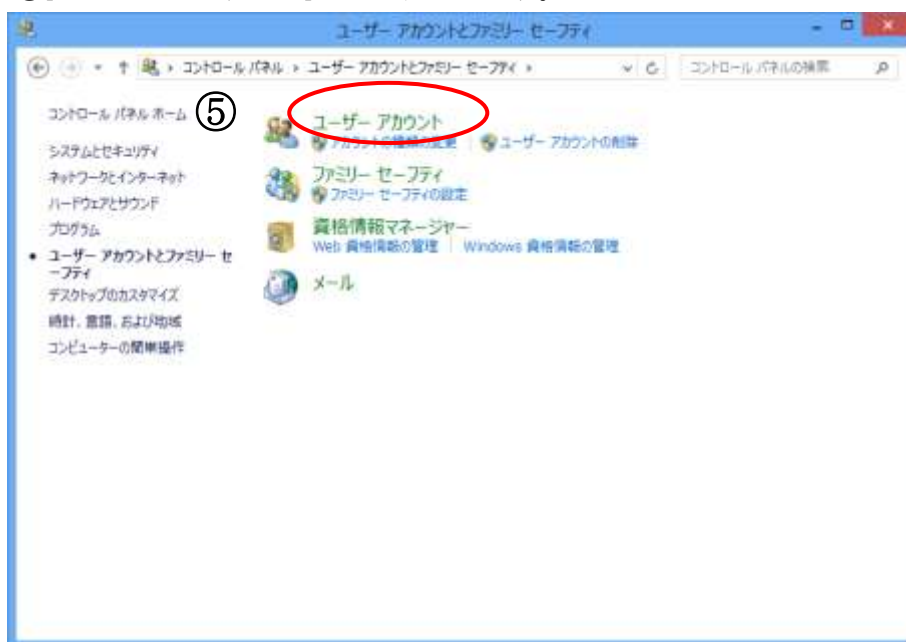 ユーザー アカウントとファミリー セーフティ
コントロール パネル ユーザー アカウントとファミリー セーフティ
コントロール パネルの検索
コントロール パネル ホーム
⑤
システムとセキュリティ
ネットワークとインターネット
ハードウェアとサウンド
プログラム
• ユーザー アカウントとファミリー セ
ーフティ
デスクトップのカスタマイズ
時計、言語、および地域
コンピューターの簡単操作
ユーザー アカウント
アカウントの種類の変更 ユーザー アカウントの削除
ファミリー セーフティ
ファミリー セーフティの設定
資格情報マネージャー
Web 資格情報の管理 Windows 資格情報の管理
メール